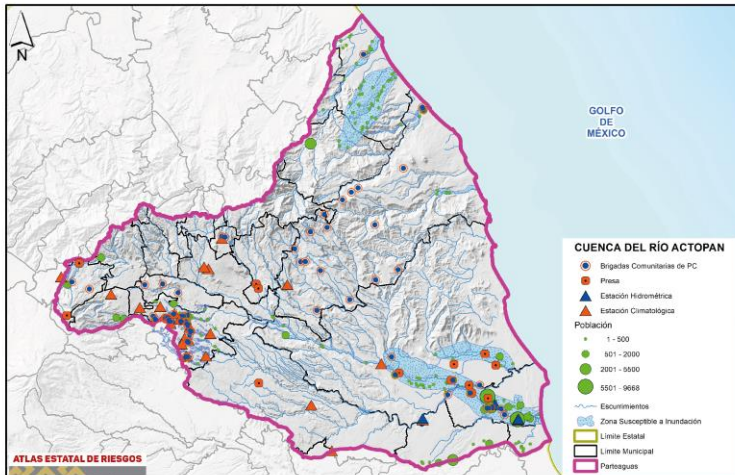 N
GOLFO
DE
MÉXICO
CUENCA DEL RÍO ACTOPAN
Brigadas Comunitarias de PC
Presa
Estación Hidrométrica
Estación Climatológica
Población
1 - 500
501 - 2000
2001 - 5500
5501 - 9668
Escurrimientos
Zona Susceptible a Inundación
Límite Estatal
Límite Municipal
Parteaguas
ATLAS ESTATAL DE RIESGOS